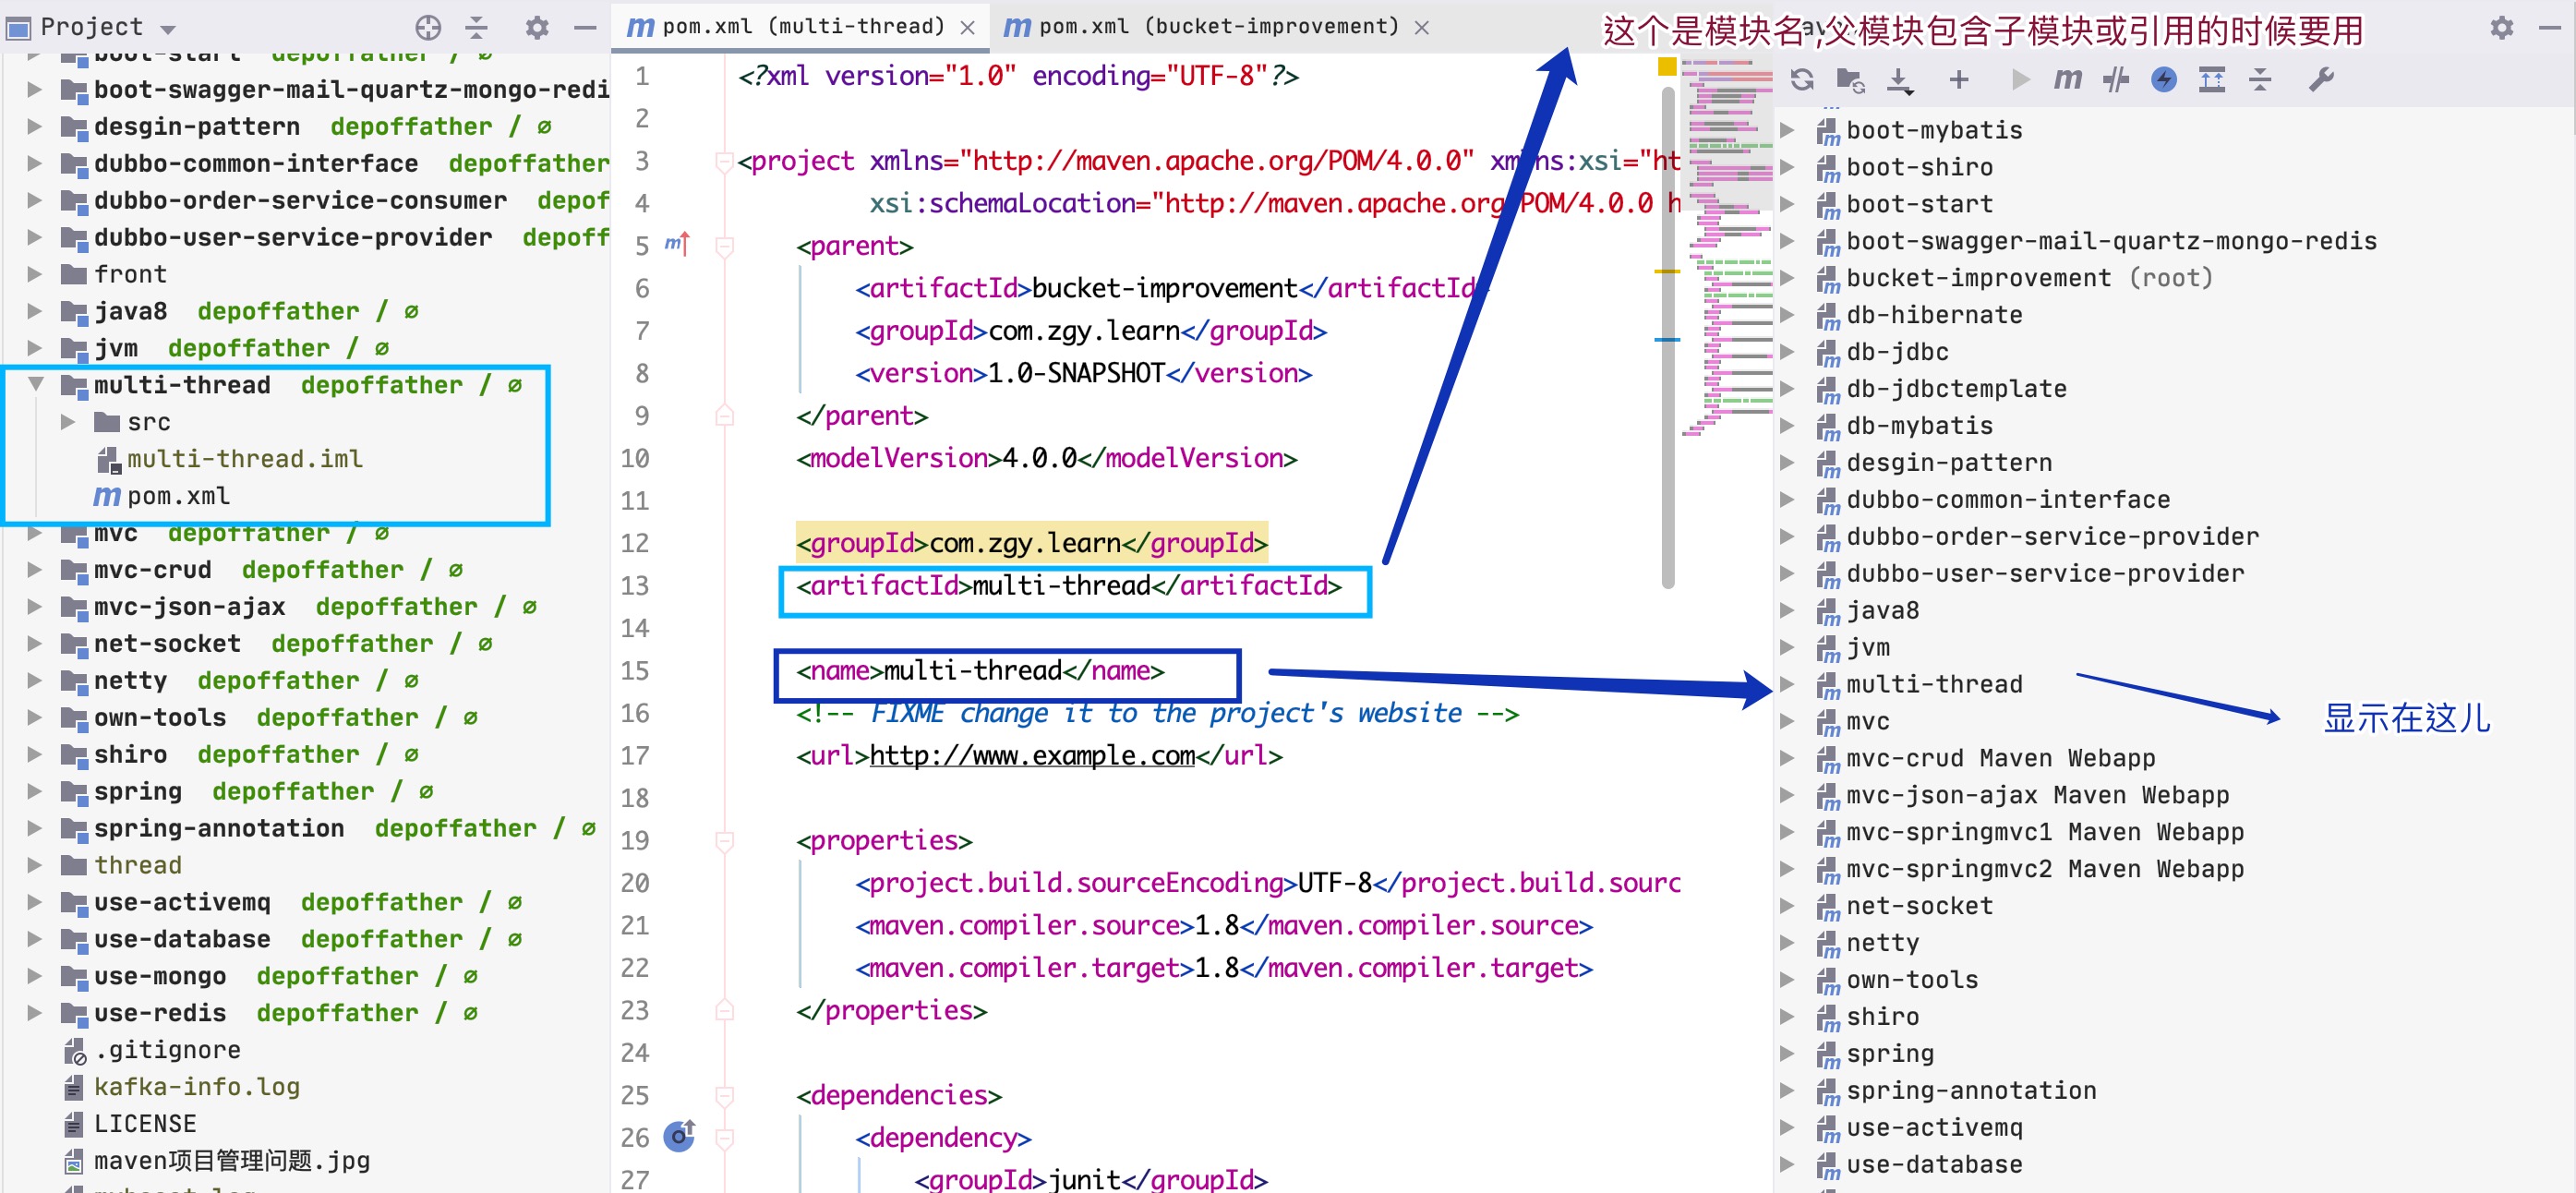 Project
boot-start depoffather / ∅
boot-swagger-mail-quartz-mongo-redi
desgin-pattern depoffather / ∅
dubbo-common-interface depoffather
dubbo-order-service-consumer depof
dubbo-user-service-provider depoff
front
java8 depoffather / ∅
jvm depoffather / ∅
multi-thread depoffather / ∅
src
multi-thread.iml
pom.xml
mvc depoffather / ∅
mvc-crud depoffather / ∅
mvc-json-ajax depoffather / ∅
net-socket depoffather / ∅
netty depoffather / ∅
own-tools depoffather / ∅
shiro depoffather / ∅
spring depoffather / ∅
spring-annotation depoffather / ∅
thread
use-activemq depoffather / ∅
use-database depoffather / ∅
use-mongo depoffather / ∅
use-redis depoffather / ∅
.gitignore
kafka-info.log
LICENSE
maven项目管理问题.jpg
pom.xml (multi-thread)
pom.xml (bucket-improvement)
这个是模块名,父模块包含子模块或引用的时候要用
1 <?xml version="1.0" encoding="UTF-8"?>
2
3 <project xmlns="http://maven.apache.org/POM/4.0.0" xmlns:xsi="ht
4 xsi:schemaLocation="http://maven.apache.org/POM/4.0.0 h
5 <parent>
6 <artifactId>bucket-improvement</artifactId>
7 <groupId>com.zgy.learn</groupId>
8 <version>1.0-SNAPSHOT</version>
9 </parent>
10 <modelVersion>4.0.0</modelVersion>
11
12 <groupId>com.zgy.learn</groupId>
13 <artifactId>multi-thread</artifactId>
14
15 <name>multi-thread</name>
16 <!-- FIXME change it to the project's website -->
17 <url>http://www.example.com</url>
18
19 <properties>
20 <project.build.sourceEncoding>UTF-8</project.build.sourc
21 <maven.compiler.source>1.8</maven.compiler.source>
22 <maven.compiler.target>1.8</maven.compiler.target>
23 </properties>
24
25 <dependencies>
26 <dependency>
27 <groupId>junit</groupId>
boot-mybatis
boot-shiro
boot-start
boot-swagger-mail-quartz-mongo-redis
bucket-improvement (root)
db-hibernate
db-jdbc
db-jdbctemplate
db-mybatis
desgin-pattern
dubbo-common-interface
dubbo-order-service-provider
dubbo-user-service-provider
java8
jvm
multi-thread
显示在这儿
mvc
mvc-crud Maven Webapp
mvc-json-ajax Maven Webapp
mvc-springmvc1 Maven Webapp
mvc-springmvc2 Maven Webapp
net-socket
netty
own-tools
shiro
spring
spring-annotation
use-activemq
use-database